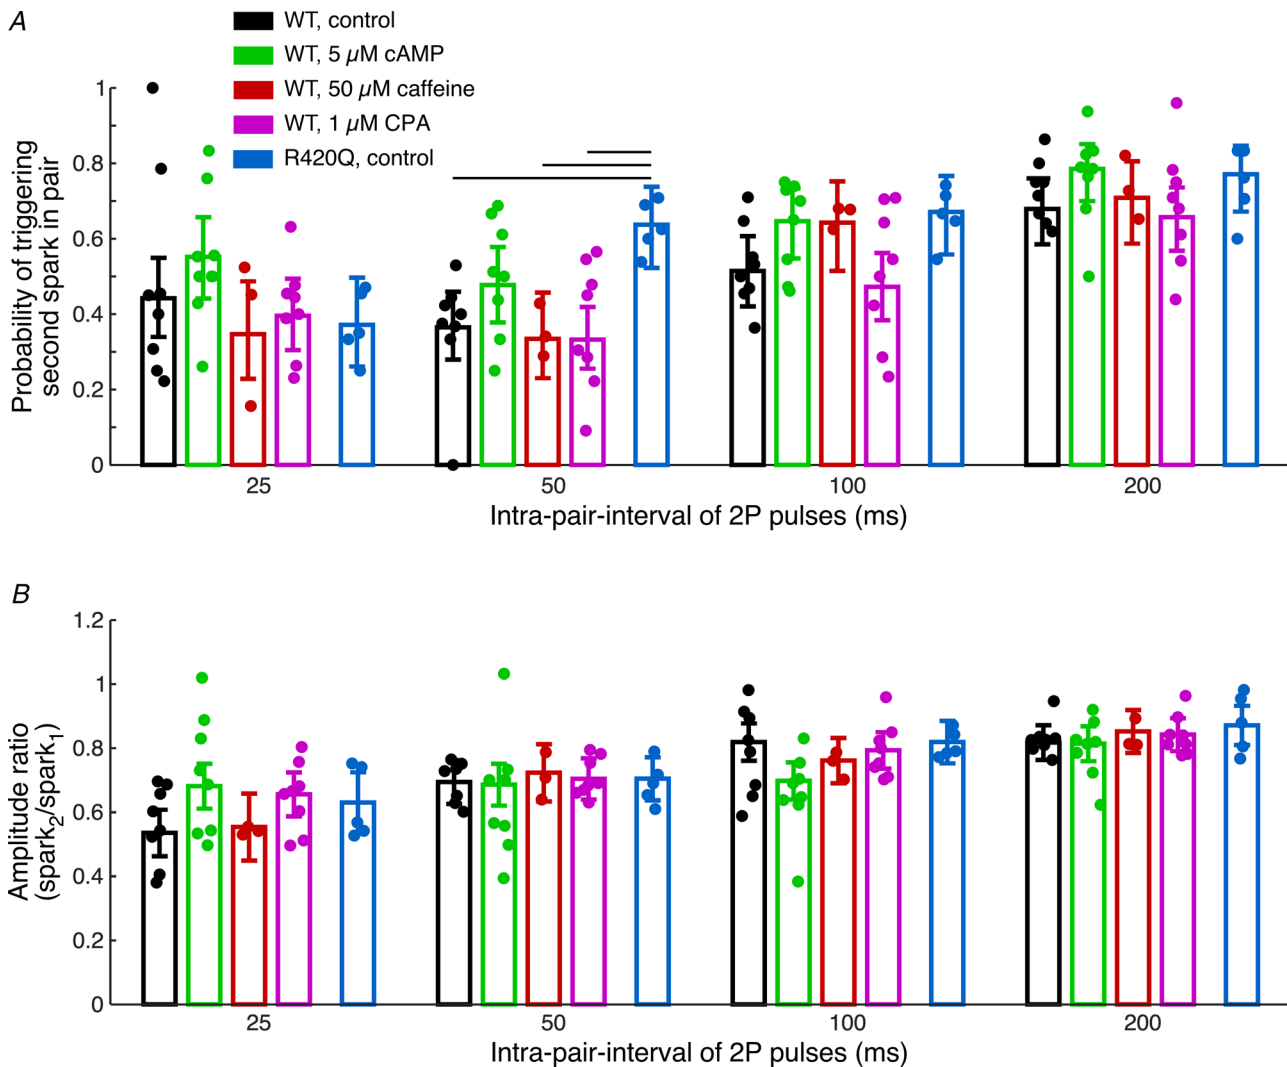 A
WT, control
WT, 5 µM cAMP
WT, 50 µM caffeine
WT, 1 µM CPA
R420Q, control
Probability of triggering
second spark in pair
1
0.8
0.6
0.4
0.2
0
25
50
100
200
Intra-pair-interval of 2P pulses (ms)
B
Amplitude ratio
(spark2/spark1)
1.2
1
0.8
0.6
0.4
0.2
0
25
50
100
200
Intra-pair-interval of 2P pulses (ms)